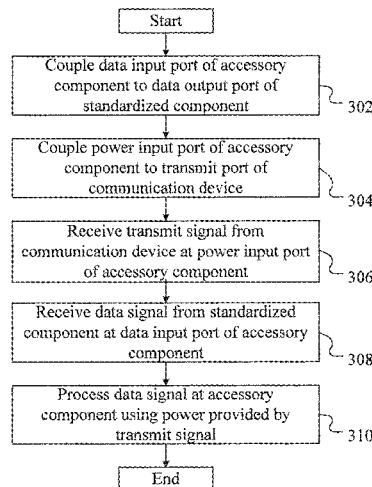 Start
Couple data input port of accessory
component to data output port of
standardized component
302
Couple power input port of accessory
component to transmit port of
communication device
304
Receive transmit signal from
communication device at power input port
of accessory component
306
Receive data signal from standardized
component at data input port of accessory
component
308
Process data signal at accessory
component using power provided by
transmit signal
310
End